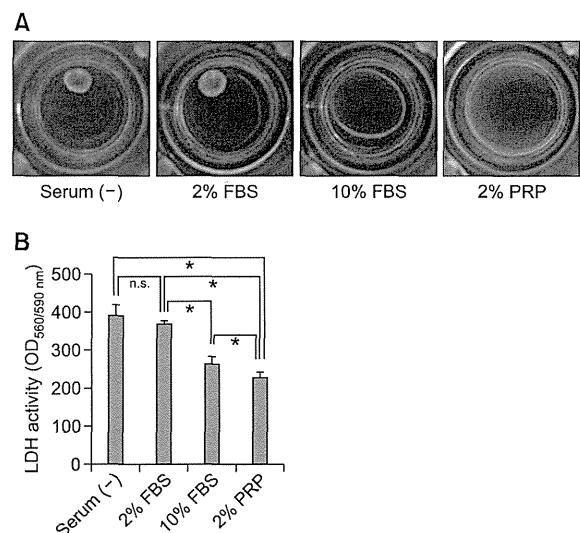 A
Serum (−) 2% FBS 10% FBS 2% PRP
B
LDH activity (OD560/590 nm)
500
400
300
200
100
0
*
n.s. *
*
*
Serum (−) 2% FBS 10% FBS 2% PRP